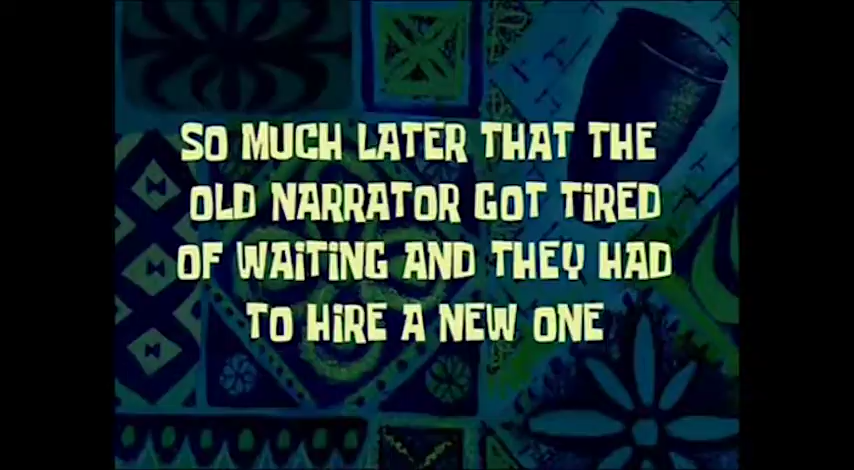 SO MUCH LATER THAT THE
OLD NARRATOR GOT TIRED
OF WAITING AND THEY HAD
TO HIRE A NEW ONE